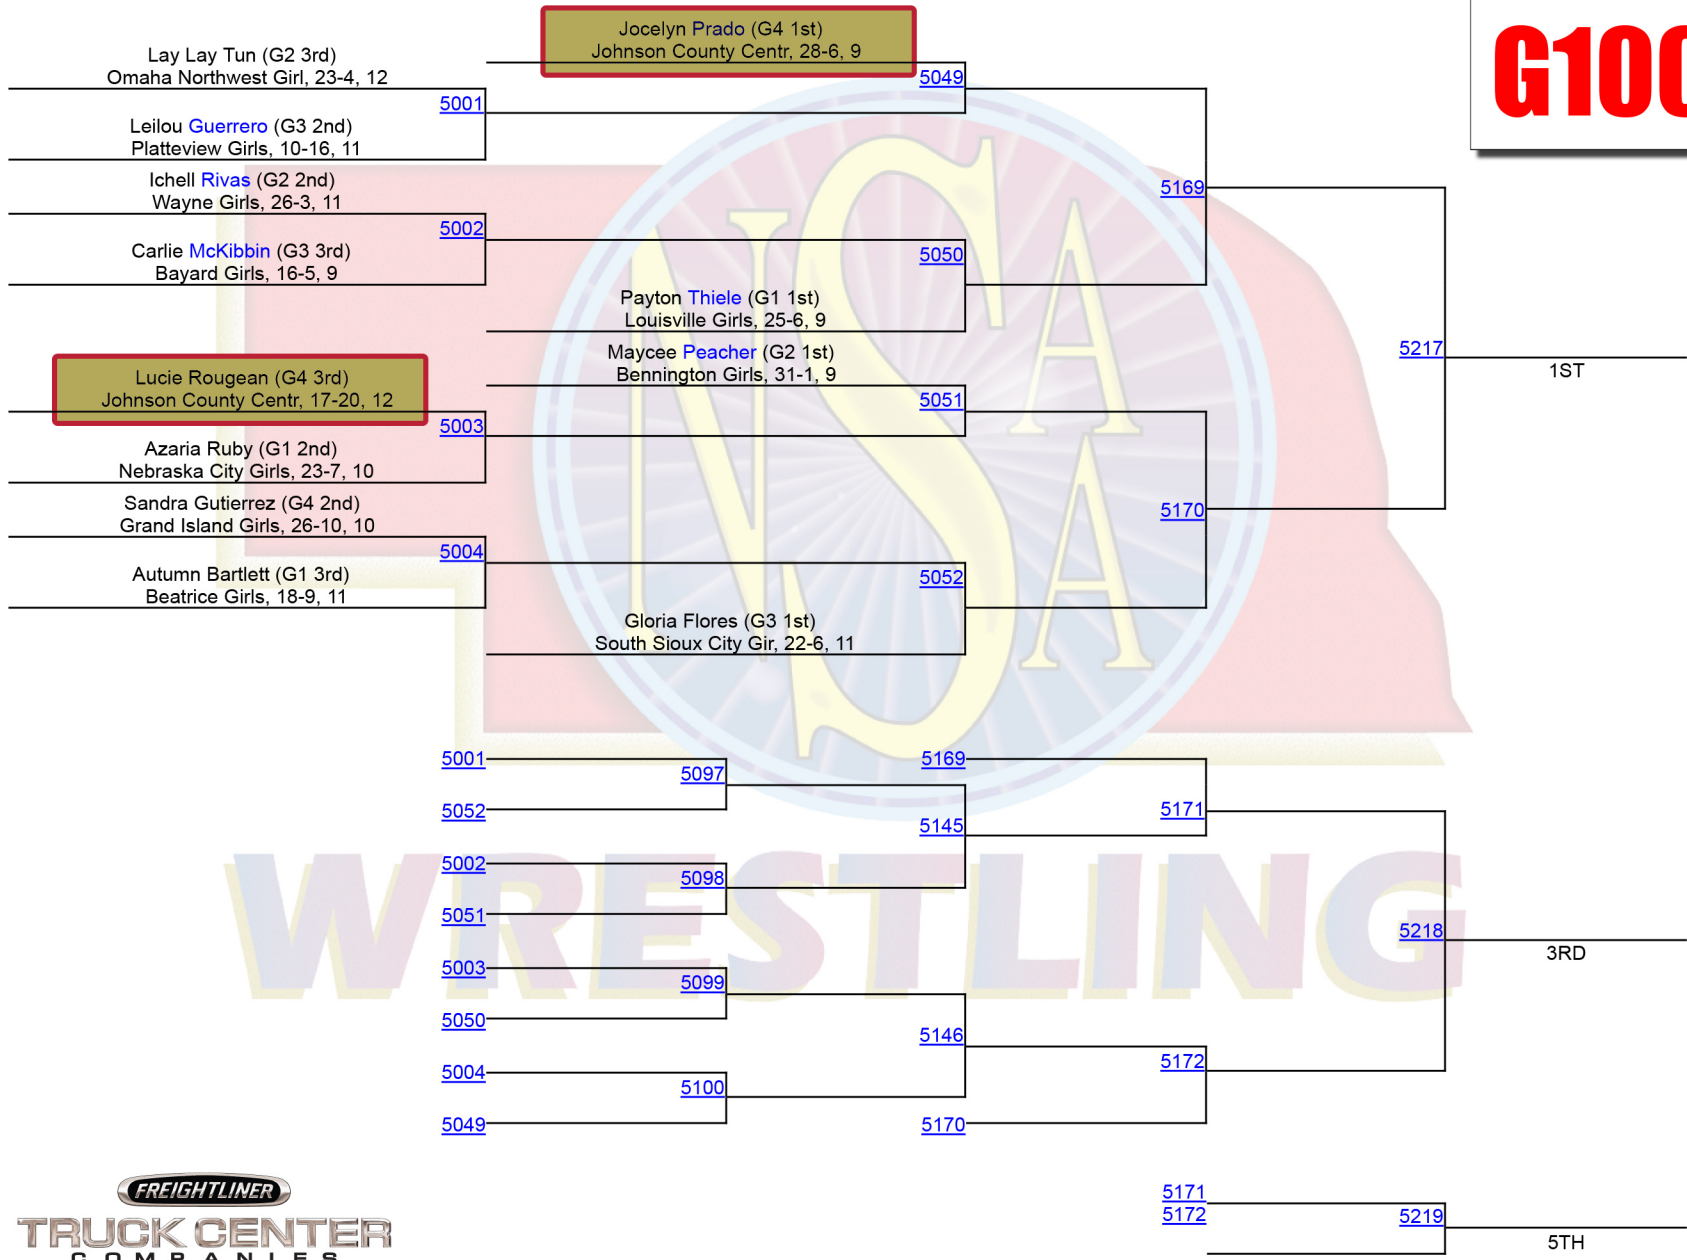 Jocelyn Prado (G4 1st)
Johnson County Centr, 28-6, 9
G100
Lay Lay Tun (G2 3rd)
Omaha Northwest Girl, 23-4, 12
5049
5001
Leilou Guerrero (G3 2nd)
Platteview Girls, 10-16, 11
Ichell Rivas (G2 2nd)
Wayne Girls, 26-3, 11
5169
5002
Carlie McKibbin (G3 3rd)
Bayard Girls, 16-5, 9
5050
Payton Thiele (G1 1st)
Louisville Girls, 25-6, 9
Maycee Peacher (G2 1st)
Bennington Girls, 31-1, 9
5217
1ST
Lucie Rougean (G4 3rd)
Johnson County Centr, 17-20, 12
5051
5003
Azaria Ruby (G1 2nd)
Nebraska City Girls, 23-7, 10
Sandra Gutierrez (G4 2nd)
Grand Island Girls, 26-10, 10
5170
5004
Autumn Bartlett (G1 3rd)
Beatrice Girls, 18-9, 11
5052
Gloria Flores (G3 1st)
South Sioux City Gir, 22-6, 11
NSAA
5001
5097
5052
5169
5171
5145
5002
5098
5051
WRESTLING
5218
3RD
5003
5099
5050
5146
5172
5004
5100
5049
5170
FREIGHTLINER
TRUCK CENTER
COMPANIES
5171
5172
5219
5TH